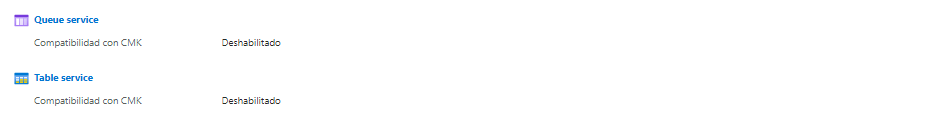 Queue service
Compatibilidad con CMK Deshabilitado
Table service
Compatibilidad con CMK Deshabilitado